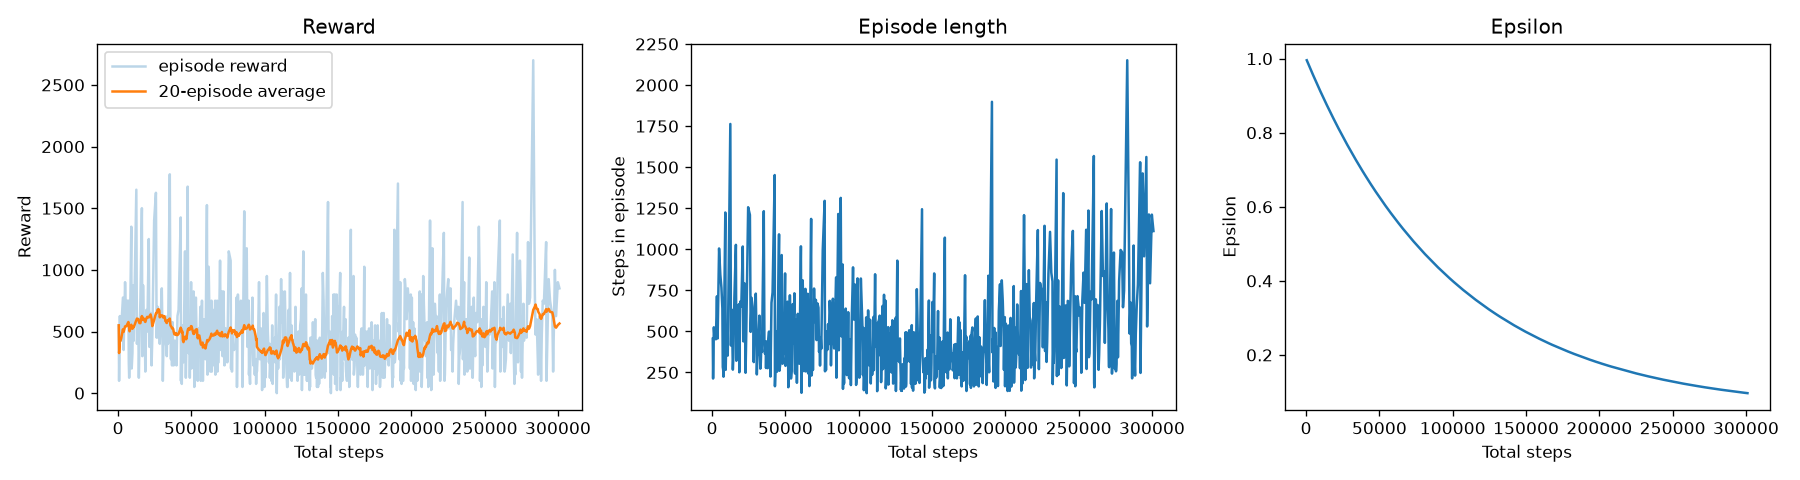 Reward
episode reward
20-episode average
2500
2000
1500
1000
500
0
Reward
0 50000 100000 150000 200000 250000 300000
Total steps
Episode length
2250
2000
1750
1500
1250
1000
750
500
250
Steps in episode
0 50000 100000 150000 200000 250000 300000
Total steps
Epsilon
1.0
0.8
0.6
0.4
0.2
Epsilon
0 50000 100000 150000 200000 250000 300000
Total steps